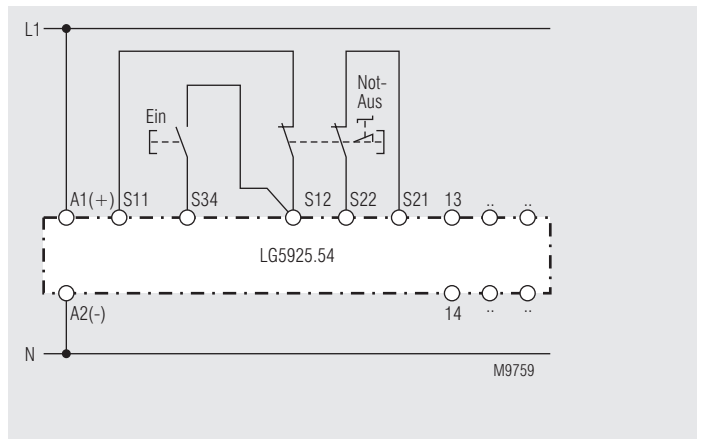 L1
Not-
Aus
Ein
A1(+) S11 S34 S12 S22 S21 13 .. ..
LG5925.54
A2(-) 14 .. ..
N
M9759